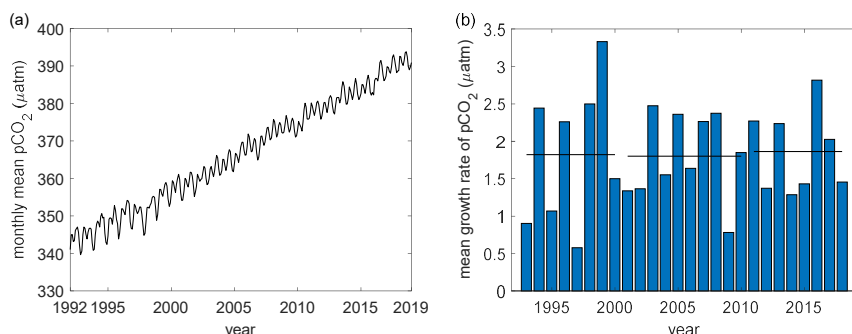 (a)
monthly mean pCO2 (µatm)
400
390
380
370
360
350
340
330
1992 1995 2000 2005 2010 2015 2019
year
(b)
mean growth rate of pCO2 (µatm)
3.5
3
2.5
2
1.5
1
0.5
0
1995 2000 2005 2010 2015
year